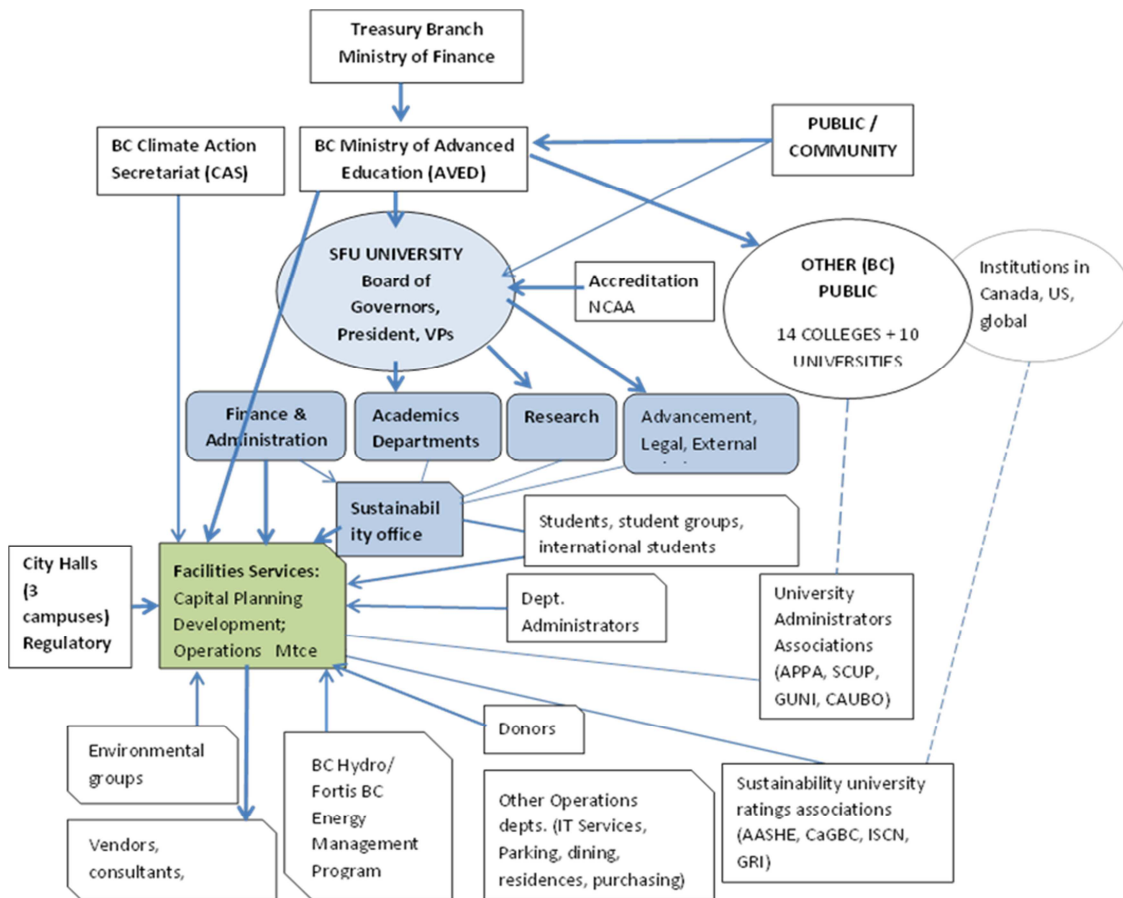 Treasury Branch
Ministry of Finance
BC Climate Action
Secretariat (CAS)
BC Ministry of Advanced
Education (AVED)
PUBLIC /
COMMUNITY
SFU UNIVERSITY
Board of
Governors,
President, VPs
Accreditation
NCAA
OTHER (BC)
PUBLIC
14 COLLEGES + 10
UNIVERSITIES
Institutions in
Canada, US,
global
Finance &
Administration
Academics
Departments
Research
Advancement,
Legal, External
Sustainabil
ity office
Students, student groups,
international students
City Halls
(3
campuses)
Regulatory
Facilities Services:
Capital Planning
Development;
Operations Mtce
Dept.
Administrators
University
Administrators
Associations
(APPA, SCUP,
GUNI, CAUBO)
Environmental
groups
Donors
BC Hydro/
Fortis BC
Energy
Management
Program
Other Operations
depts. (IT Services,
Parking, dining,
residences, purchasing)
Sustainability university
ratings associations
(AASHE, CaGBC, ISCN,
GRI)
Vendors,
consultants,